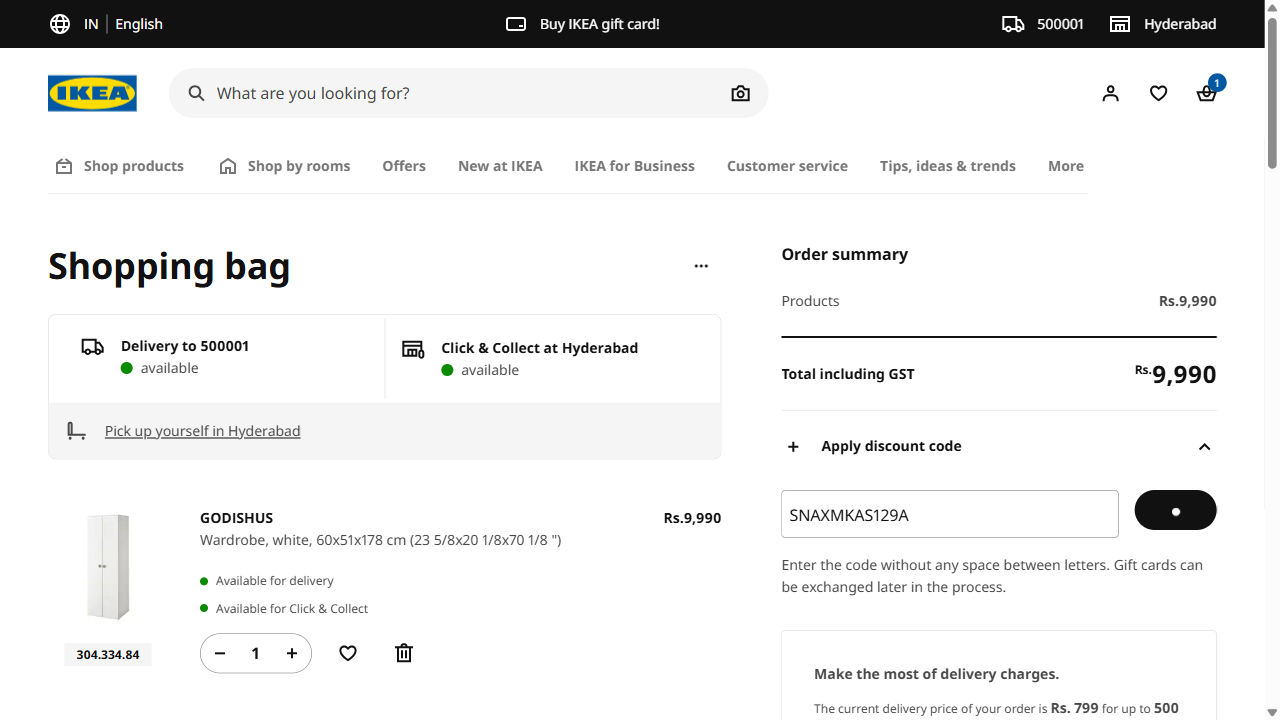 IN English
Buy IKEA gift card!
500001
Hyderabad
IKEA
What are you looking for?
1
Shop products
Shop by rooms
Offers
New at IKEA
IKEA for Business
Customer service
Tips, ideas & trends
More
Shopping bag
...
Delivery to 500001
available
Click & Collect at Hyderabad
available
Pick up yourself in Hyderabad
GODISHUS
Rs.9,990
Wardrobe, white, 60x51x178 cm (23 5/8x20 1/8x70 1/8 ")
Available for delivery
Available for Click & Collect
304.334.84
1
Order summary
Products Rs.9,990
Total including GST Rs.9,990
Apply discount code
SNAXMKAS129A
Enter the code without any space between letters. Gift cards can
be exchanged later in the process.
Make the most of delivery charges.
The current delivery price of your order is Rs. 799 for up to 500